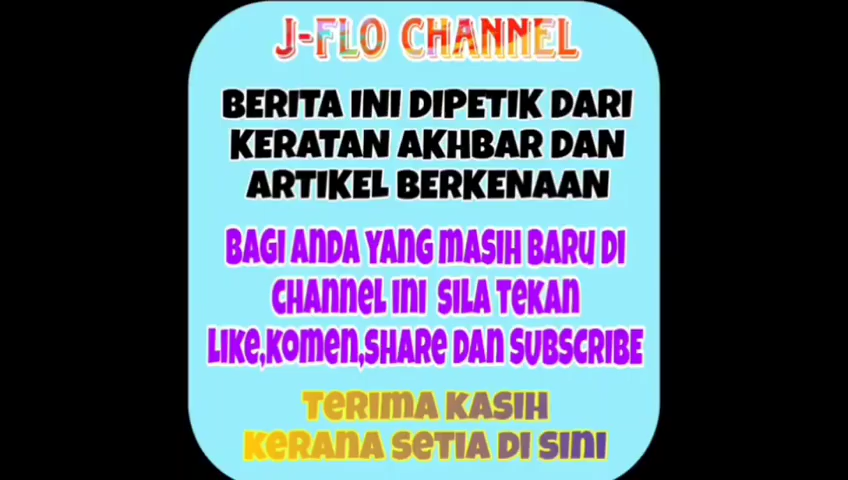 J-FLO CHANNEL
BERITA INI DIPETIK DARI
KERATAN AKHBAR DAN
ARTIKEL BERKENAAN
BAGI ANDA YANG MASIH BARU DI
CHANNEL INI SILA TEKAN
LIKE,KOMEN,SHARE DAN SUBSCRIBE
TERIMA KASIH
KERANA SETIA DI SINI